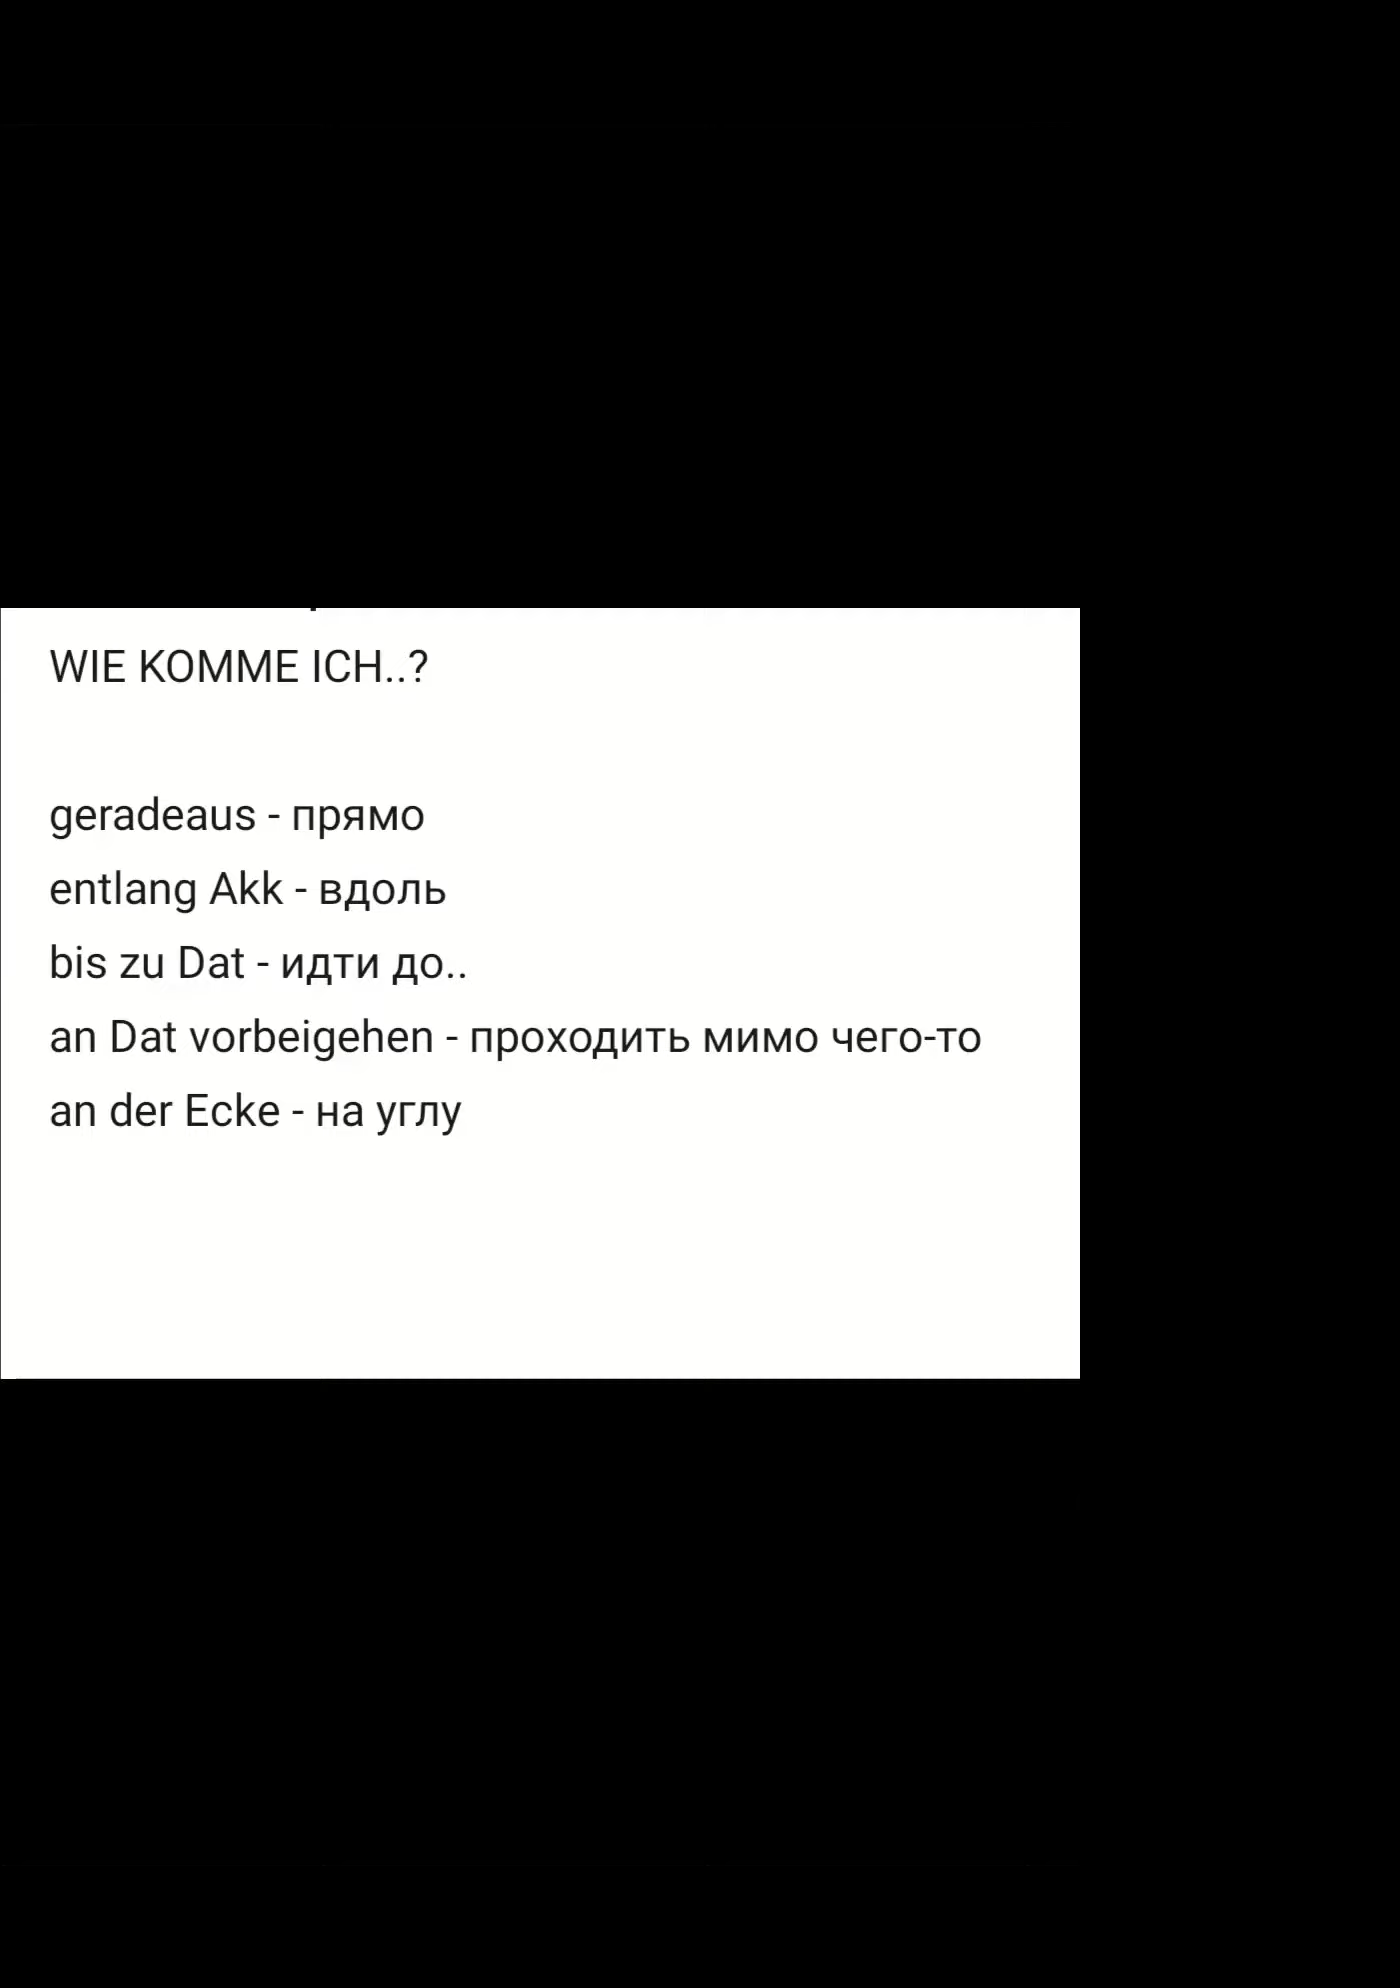 WIE KOMME ICH..?
geradeaus - прямо
entlang Akk - вдоль
bis zu Dat - идти до..
an Dat vorbeigehen - проходить мимо чего-то
an der Ecke - на углу